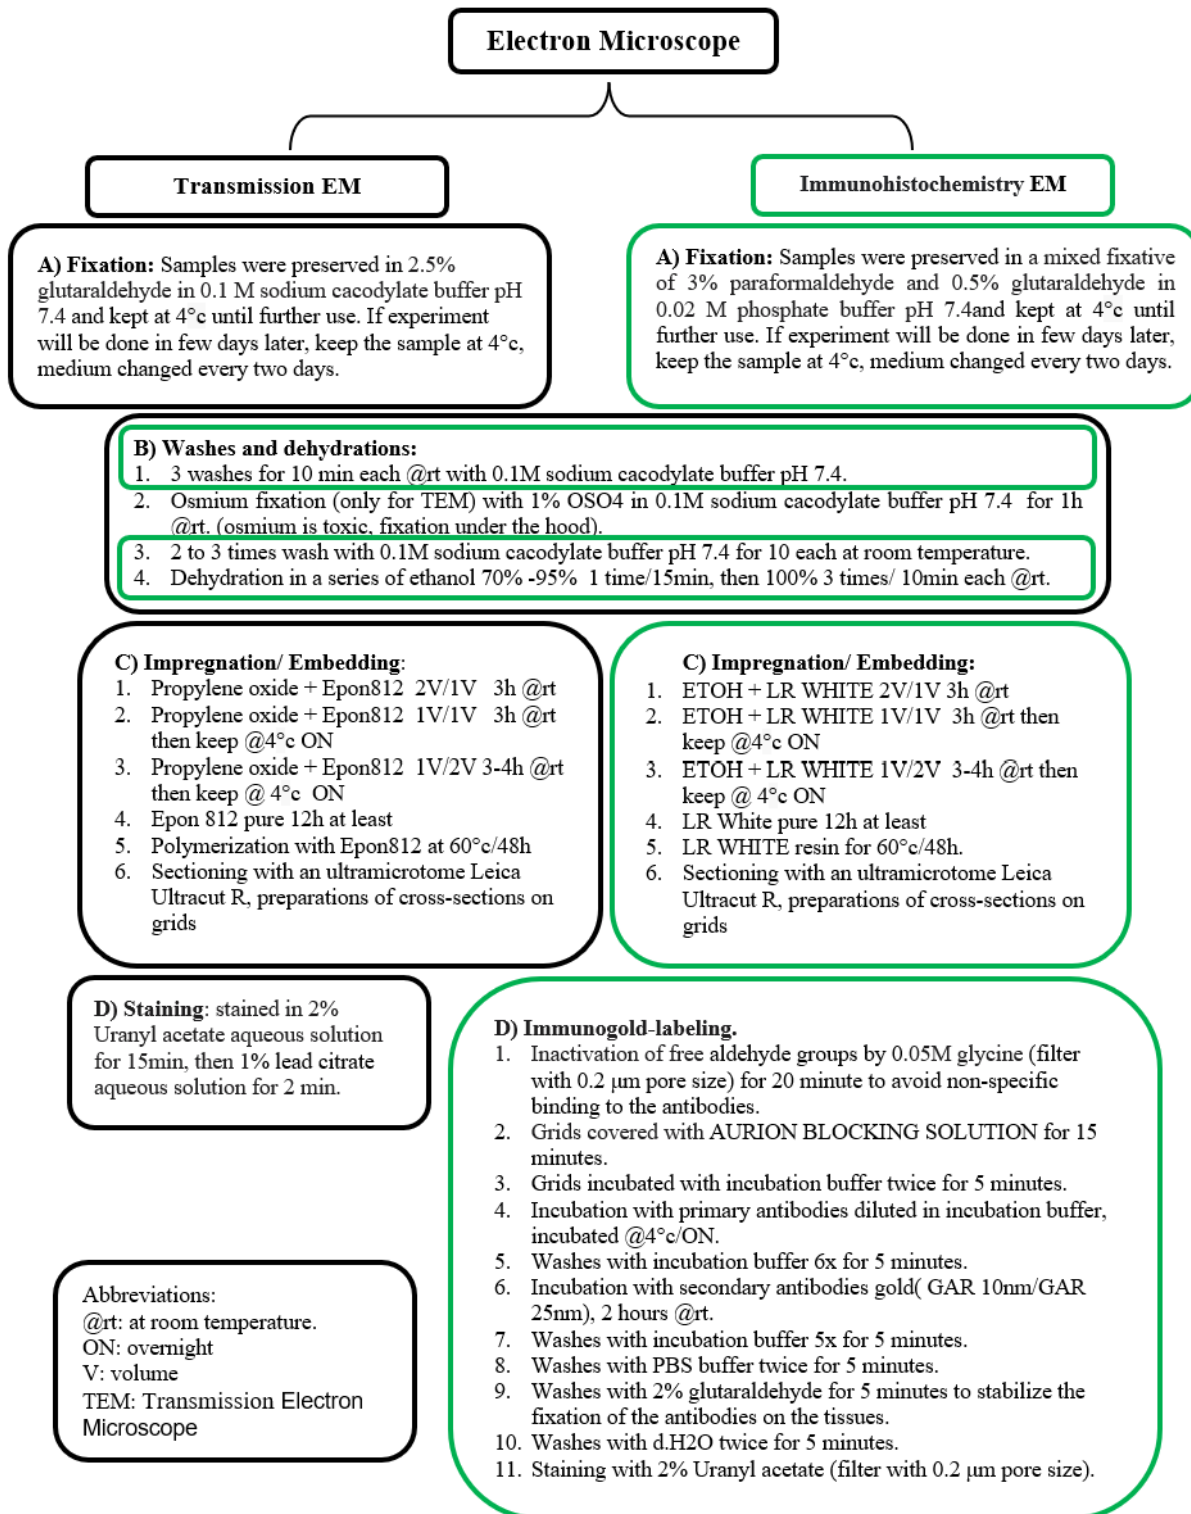 Electron Microscope
Transmission EM
Immunohistochemistry EM
A) Fixation: Samples were preserved in 2.5%
glutaraldehyde in 0.1 M sodium cacodylate buffer pH
7.4 and kept at 4°c until further use. If experiment
will be done in few days later, keep the sample at 4°c,
medium changed every two days.
A) Fixation: Samples were preserved in a mixed fixative
of 3% paraformaldehyde and 0.5% glutaraldehyde in
0.02 M phosphate buffer pH 7.4and kept at 4°c until
further use. If experiment will be done in few days later,
keep the sample at 4°c, medium changed every two days.
B) Washes and dehydrations:
1. 3 washes for 10 min each @rt with 0.1M sodium cacodylate buffer pH 7.4.
2. Osmium fixation (only for TEM) with 1% OSO4 in 0.1M sodium cacodylate buffer pH 7.4 for 1h
@rt. (osmium is toxic, fixation under the hood).
3. 2 to 3 times wash with 0.1M sodium cacodylate buffer pH 7.4 for 10 each at room temperature.
4. Dehydration in a series of ethanol 70% -95% 1 time/15min, then 100% 3 times/ 10min each @rt.
C) Impregnation/ Embedding:
1. Propylene oxide + Epon812 2V/1V 3h @rt
2. Propylene oxide + Epon812 1V/1V 3h @rt
then keep @4°c ON
3. Propylene oxide + Epon812 1V/2V 3-4h @rt
then keep @ 4°c ON
4. Epon 812 pure 12h at least
5. Polymerization with Epon812 at 60°c/48h
6. Sectioning with an ultramicrotome Leica
Ultracut R, preparations of cross-sections on
grids
C) Impregnation/ Embedding:
1. ETOH + LR WHITE 2V/1V 3h @rt
2. ETOH + LR WHITE 1V/1V 3h @rt then
keep @4°c ON
3. ETOH + LR WHITE 1V/2V 3-4h @rt then
keep @ 4°c ON
4. LR White pure 12h at least
5. LR WHITE resin for 60°c/48h.
6. Sectioning with an ultramicrotome Leica
Ultracut R, preparations of cross-sections on
grids
D) Staining: stained in 2%
Uranyl acetate aqueous solution
for 15min, then 1% lead citrate
aqueous solution for 2 min.
D) Immunogold-labeling.
1. Inactivation of free aldehyde groups by 0.05M glycine (filter
with 0.2 µm pore size) for 20 minute to avoid non-specific
binding to the antibodies.
2. Grids covered with AURION BLOCKING SOLUTION for 15
minutes.
3. Grids incubated with incubation buffer twice for 5 minutes.
4. Incubation with primary antibodies diluted in incubation buffer,
incubated @4°c/ON.
5. Washes with incubation buffer 6x for 5 minutes.
6. Incubation with secondary antibodies gold( GAR 10nm/GAR
25nm), 2 hours @rt.
7. Washes with incubation buffer 5x for 5 minutes.
8. Washes with PBS buffer twice for 5 minutes.
9. Washes with 2% glutaraldehyde for 5 minutes to stabilize the
fixation of the antibodies on the tissues.
10. Washes with d.H2O twice for 5 minutes.
11. Staining with 2% Uranyl acetate (filter with 0.2 µm pore size).
Abbreviations:
@rt: at room temperature.
ON: overnight
V: volume
TEM: Transmission Electron
Microscope